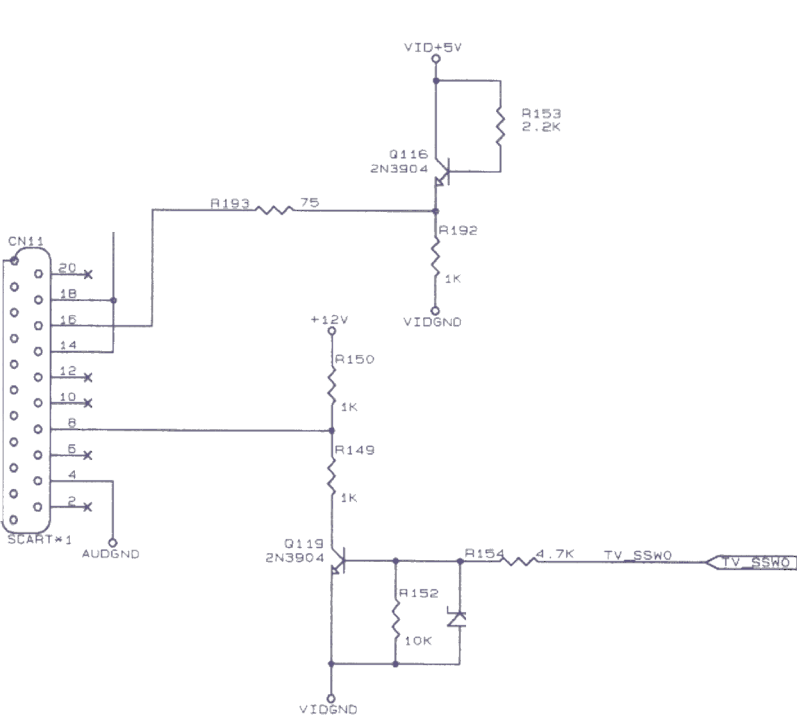 VID+5V
R153
2.2K
Q116
2N3904
R193 75
R192
1K
VIDGND
CN11
20
18
16
14
12
10
8
6
4
2
SCART*1
AUDGND
+12V
R150
1K
R149
1K
Q119
2N3904
R154 4.7K TV_SSW0 TV_SSW0
R152
10K
VIDGND